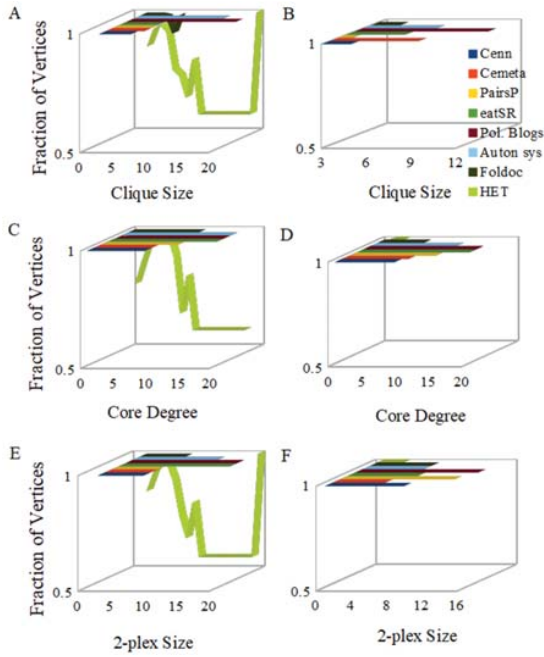 A
1
Fraction of Vertices
0.5
0 5 10 15 20
Clique Size
B
1
0.5
3 6 9 12
Clique Size
Cenn
Cemeta
PairsP
eatSR
Pol. Blogs
Auton sys
Foldoc
HET
C
1
Fraction of Vertices
0.5
0 5 10 15 20
Core Degree
D
1
0.5
0 5 10 15 20
Core Degree
E
1
Fraction of Vertices
0.5
0 5 10 15 20
2-plex Size
F
1
0.5
0 4 8 12 16
2-plex Size